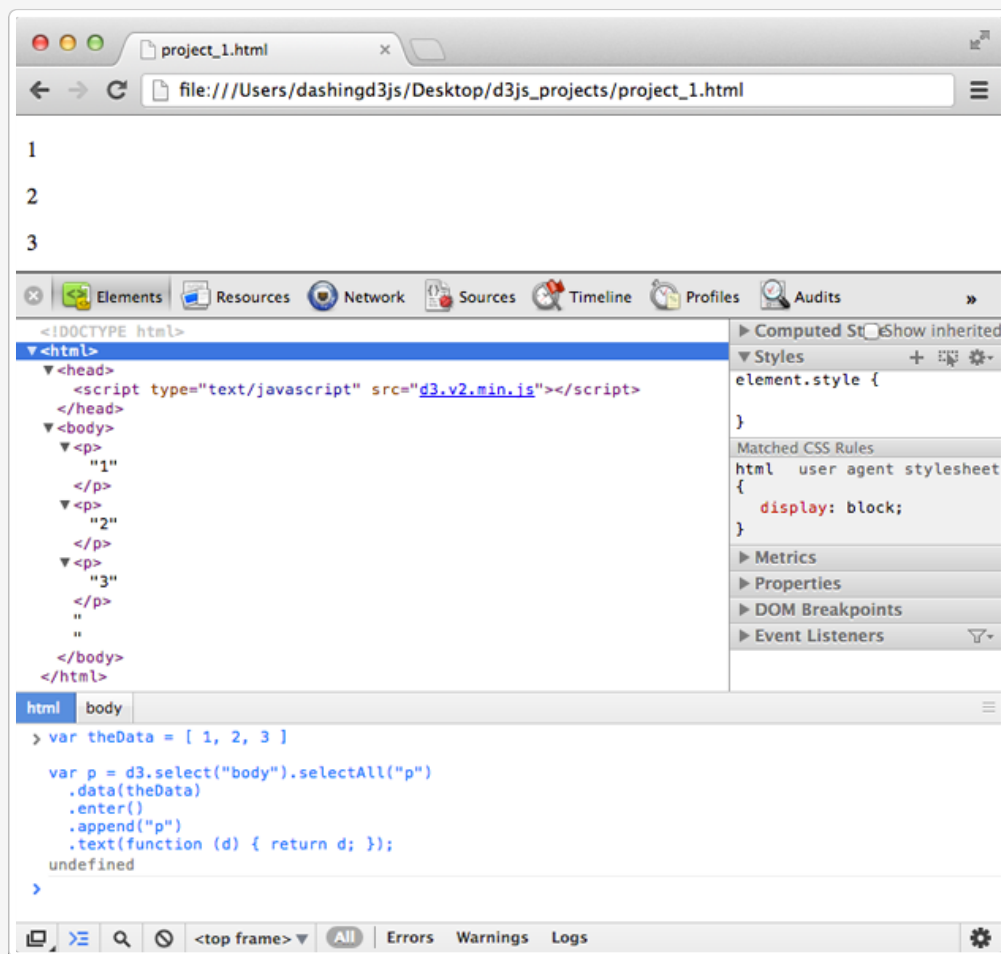 project_1.html
file:///Users/dashingd3js/Desktop/d3js_projects/project_1.html
1
2
3
Elements Resources Network Sources Timeline Profiles Audits »
<!DOCTYPE html>
<html>
<head>
<script type="text/javascript" src="d3.v2.min.js"></script>
</head>
<body>
<p>
"1"
</p>
<p>
"2"
</p>
<p>
"3"
</p>
"
"
</body>
</html>
Show inherited
Styles
element.style {
}
Matched CSS Rules
html user agent stylesheet
{
display: block;
}
Metrics
Properties
DOM Breakpoints
Event Listeners
html body
> var theData = [ 1, 2, 3 ]
var p = d3.select("body").selectAll("p")
.data(theData)
.enter()
.append("p")
.text(function (d) { return d; });
undefined
>
<top frame> All Errors Warnings Logs